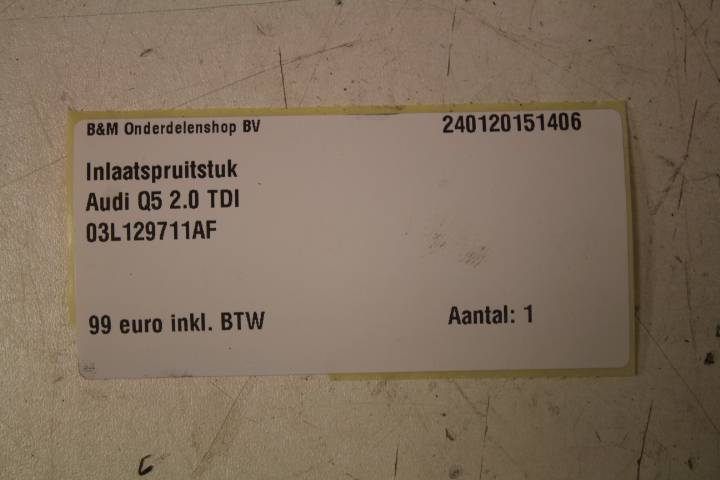 B&M Onderdelenshop BV 240120151406
Inlaatspruitstuk
Audi Q5 2.0 TDI
03L129711AF
99 euro inkl. BTW Aantal: 1